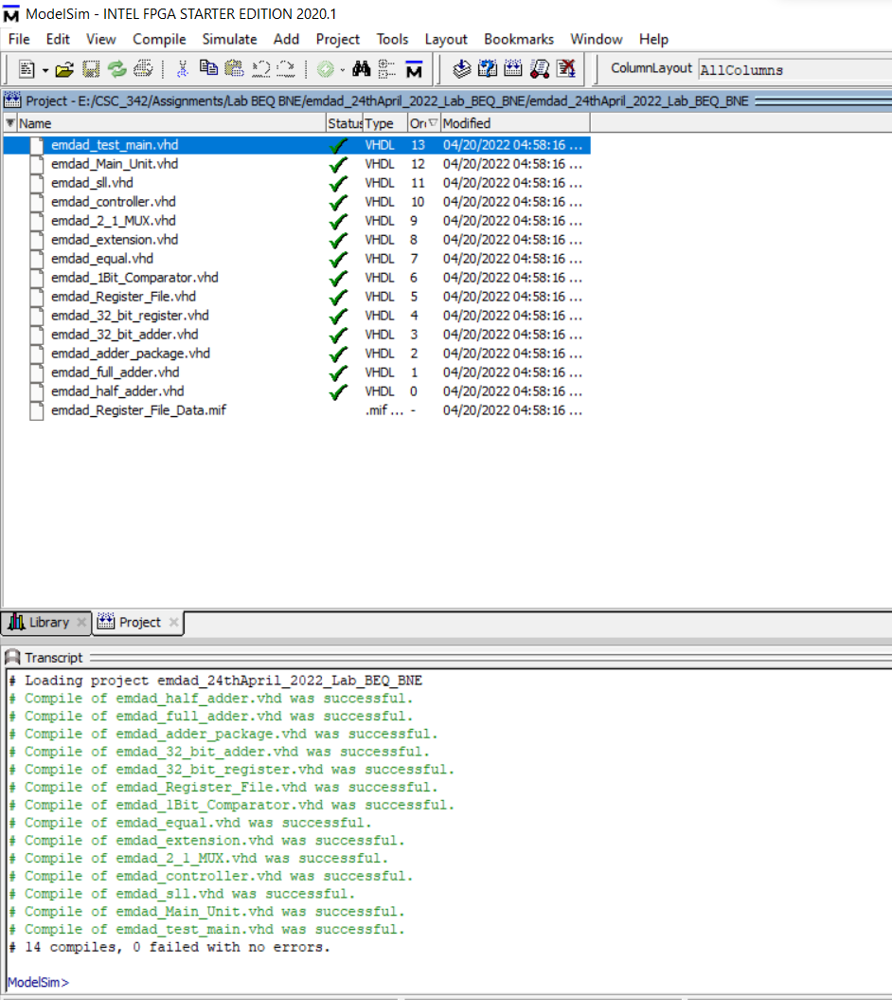 ModelSim - INTEL FPGA STARTER EDITION 2020.1
File Edit View Compile Simulate Add Project Tools Layout Bookmarks Window Help
ColumnLayout AllColumns
Project - E:/CSC_342/Assignments/Lab BEQ BNE/emdad_24thApril_2022_Lab_BEQ_BNE/emdad_24thApril_2022_Lab_BEQ_BNE
Name Status Type Or Modified
emdad_test_main.vhd VHDL 13 04/20/2022 04:58:16 ...
emdad_Main_Unit.vhd VHDL 12 04/20/2022 04:58:16 ...
emdad_sll.vhd VHDL 11 04/20/2022 04:58:16 ...
emdad_controller.vhd VHDL 10 04/20/2022 04:58:16 ...
emdad_2_1_MUX.vhd VHDL 9 04/20/2022 04:58:16 ...
emdad_extension.vhd VHDL 8 04/20/2022 04:58:16 ...
emdad_equal.vhd VHDL 7 04/20/2022 04:58:16 ...
emdad_1Bit_Comparator.vhd VHDL 6 04/20/2022 04:58:16 ...
emdad_Register_File.vhd VHDL 5 04/20/2022 04:58:16 ...
emdad_32_bit_register.vhd VHDL 4 04/20/2022 04:58:16 ...
emdad_32_bit_adder.vhd VHDL 3 04/20/2022 04:58:16 ...
emdad_adder_package.vhd VHDL 2 04/20/2022 04:58:16 ...
emdad_full_adder.vhd VHDL 1 04/20/2022 04:58:16 ...
emdad_half_adder.vhd VHDL 0 04/20/2022 04:58:16 ...
emdad_Register_File_Data.mif .mif ... - 04/20/2022 04:58:16 ...
Library Project
Transcript
# Loading project emdad_24thApril_2022_Lab_BEQ_BNE
# Compile of emdad_half_adder.vhd was successful.
# Compile of emdad_full_adder.vhd was successful.
# Compile of emdad_adder_package.vhd was successful.
# Compile of emdad_32_bit_adder.vhd was successful.
# Compile of emdad_32_bit_register.vhd was successful.
# Compile of emdad_Register_File.vhd was successful.
# Compile of emdad_1Bit_Comparator.vhd was successful.
# Compile of emdad_equal.vhd was successful.
# Compile of emdad_extension.vhd was successful.
# Compile of emdad_2_1_MUX.vhd was successful.
# Compile of emdad_controller.vhd was successful.
# Compile of emdad_sll.vhd was successful.
# Compile of emdad_Main_Unit.vhd was successful.
# Compile of emdad_test_main.vhd was successful.
# 14 compiles, 0 failed with no errors.
ModelSim>